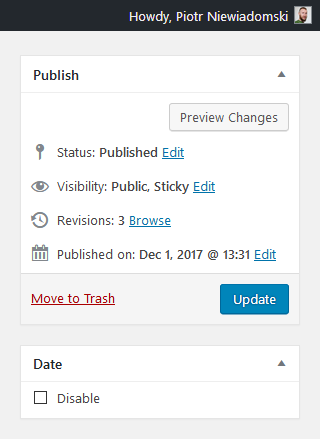 Howdy, Piotr Niewiadomski
Publish
Preview Changes
Status: Published Edit
Visibility: Public, Sticky Edit
Revisions: 3 Browse
Published on: Dec 1, 2017 @ 13:31 Edit
Move to Trash Update
Date
Disable